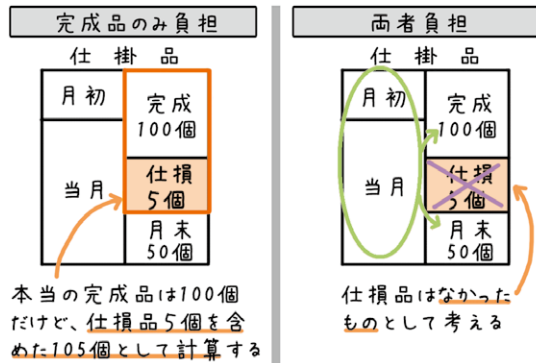 完成品のみ負担
仕掛品
月初
完成
100個
当月
仕損
5個
月末
50個
本当の完成品は100個
だけど、仕損品5個を含
めた105個として計算する
両者負担
仕掛品
月初
完成
100個
当月
仕損
5個
月末
50個
仕損品はなかった
ものとして考える